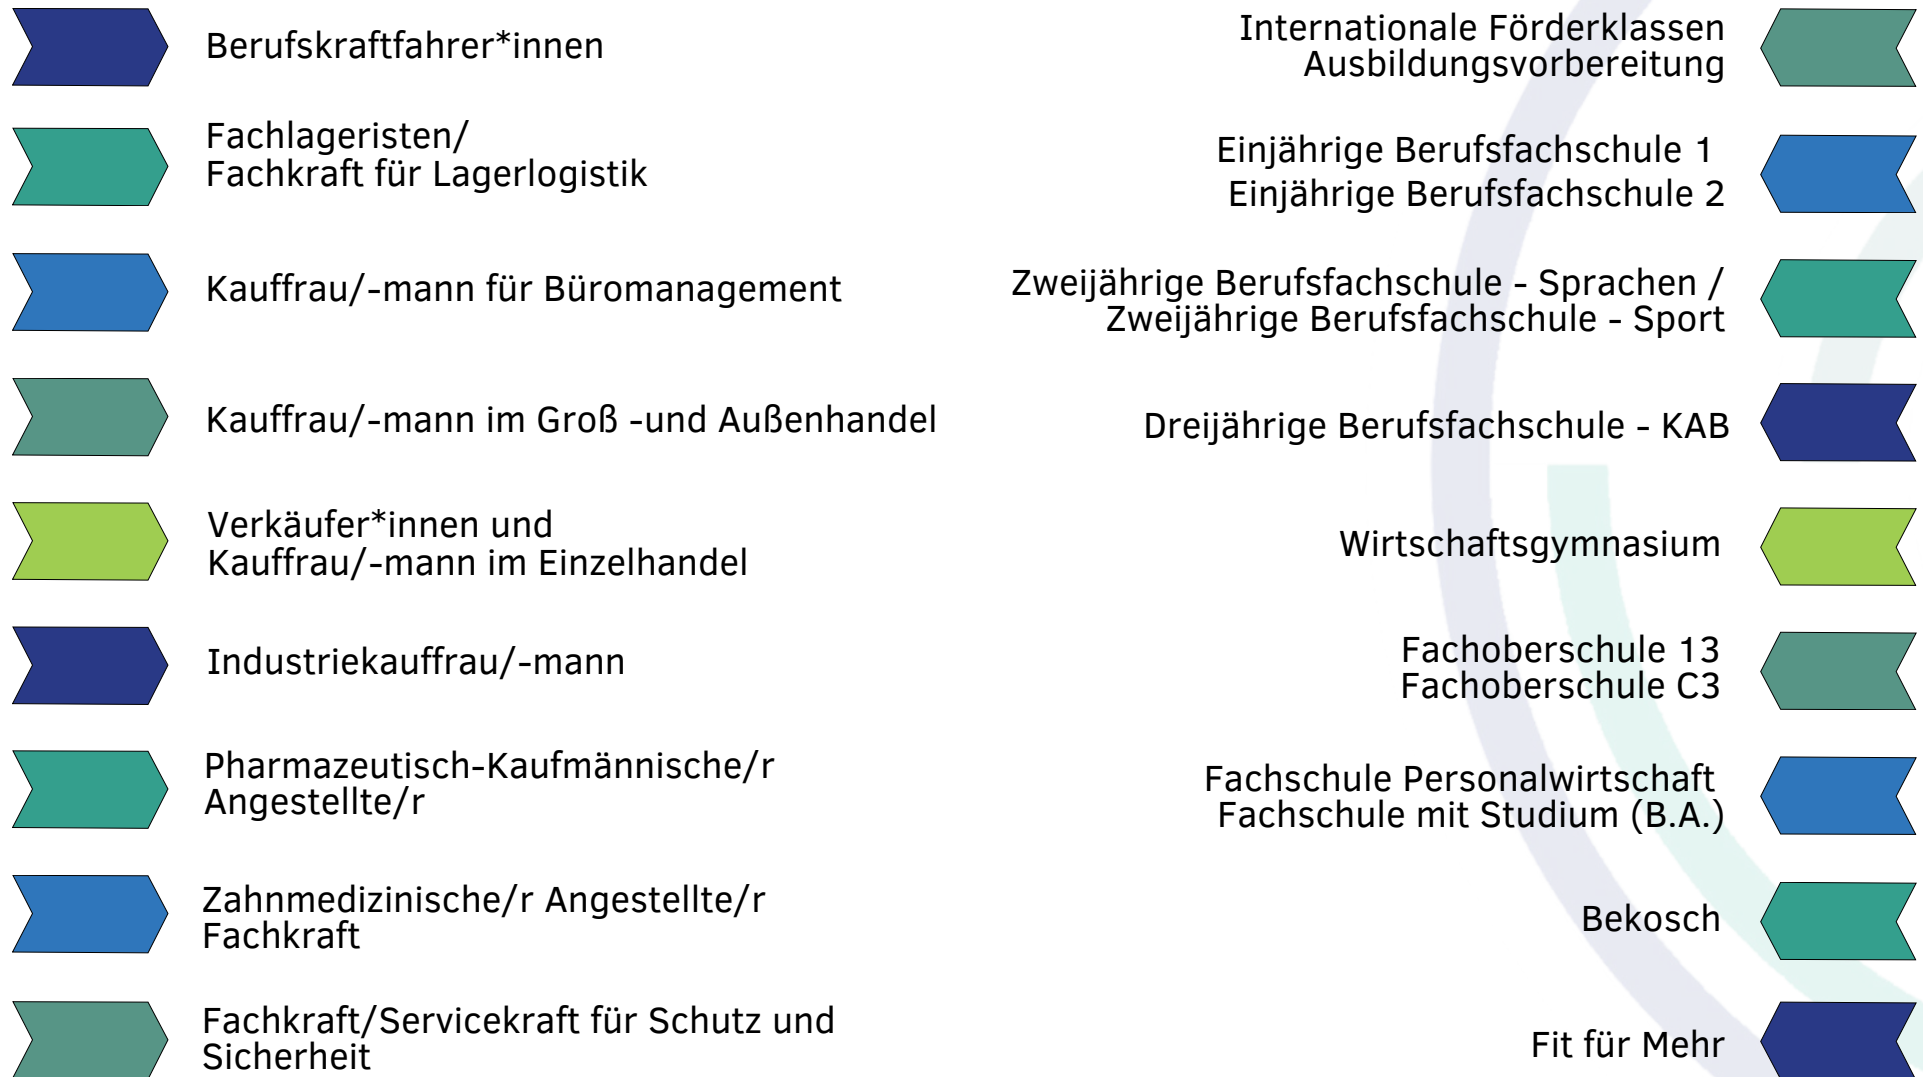 Berufskraftfahrer*innen
Fachlageristen/
Fachkraft für Lagerlogistik
Kauffrau/-mann für Büromanagement
Kauffrau/-mann im Groß -und Außenhandel
Verkäufer*innen und
Kauffrau/-mann im Einzelhandel
Industriekauffrau/-mann
Pharmazeutisch-Kaufmännische/r
Angestellte/r
Zahnmedizinische/r Angestellte/r
Fachkraft
Fachkraft/Servicekraft für Schutz und
Sicherheit
Internationale Förderklassen
Ausbildungsvorbereitung
Einjährige Berufsfachschule 1
Einjährige Berufsfachschule 2
Zweijährige Berufsfachschule - Sprachen /
Zweijährige Berufsfachschule - Sport
Dreijährige Berufsfachschule - KAB
Wirtschaftsgymnasium
Fachoberschule 13
Fachoberschule C3
Fachschule Personalwirtschaft
Fachschule mit Studium (B.A.)
Bekosch
Fit für Mehr